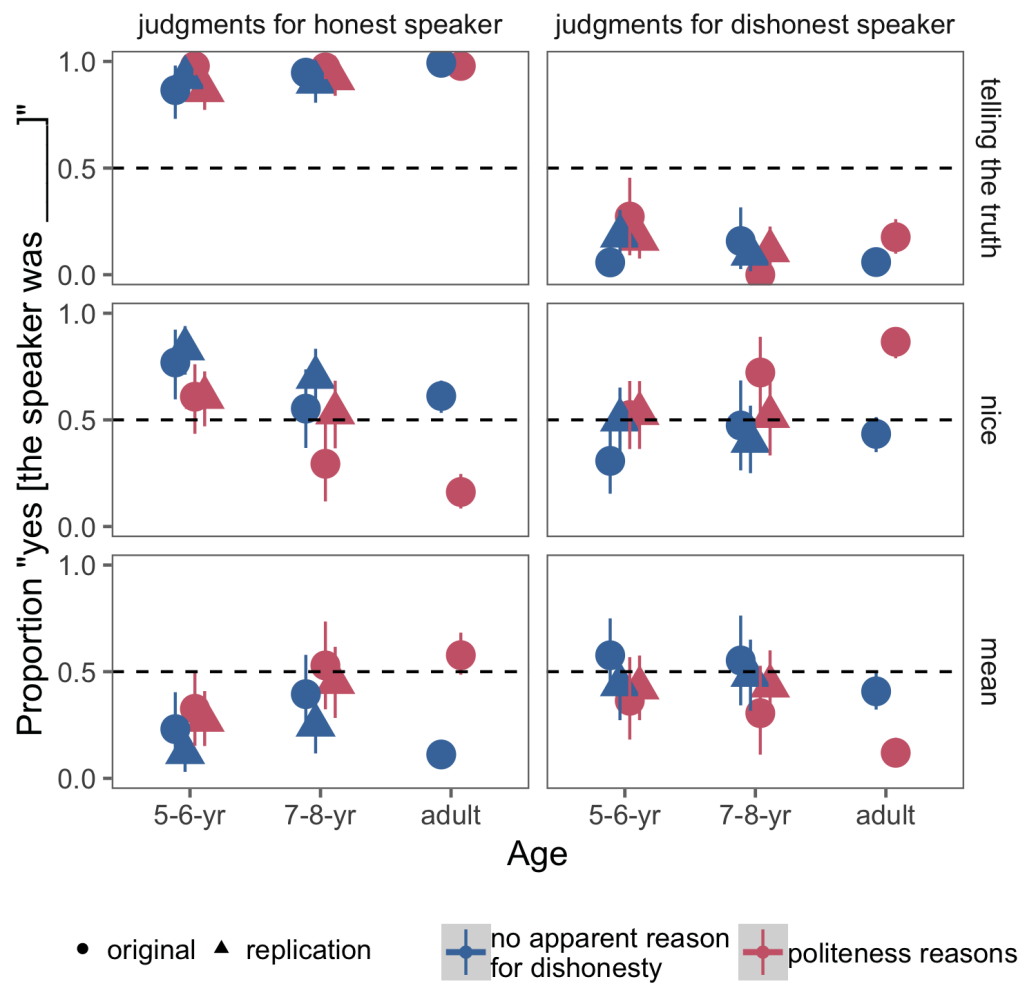 judgments for honest speaker
judgments for dishonest speaker
Proportion "yes [the speaker was ______]"
1.0
0.5
0.0
telling the truth
1.0
0.5
0.0
nice
1.0
0.5
0.0
mean
5-6-yr
7-8-yr
adult
5-6-yr
7-8-yr
adult
Age
original
replication
no apparent reason
for dishonesty
politeness reasons